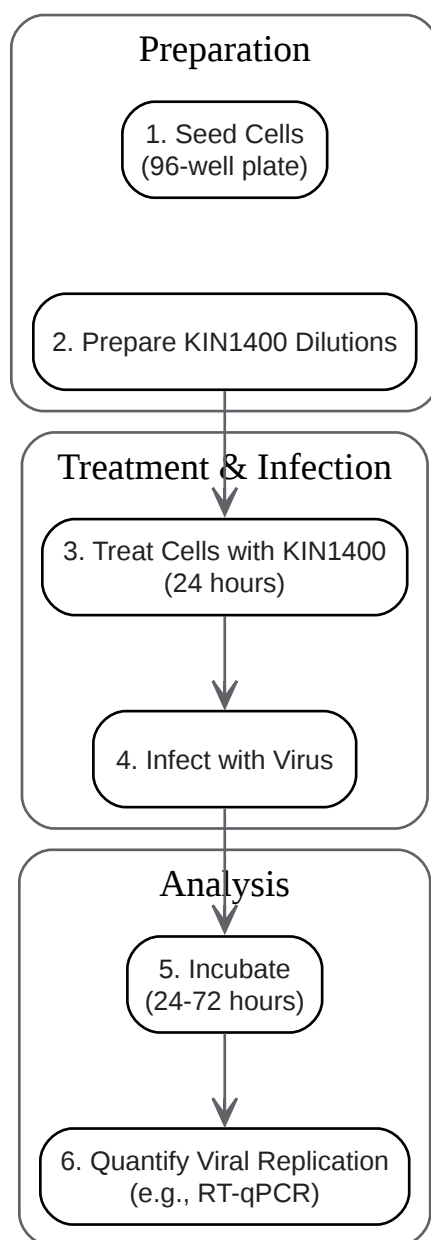 Preparation
1. Seed Cells
(96-well plate)
2. Prepare KIN1400 Dilutions
Treatment & Infection
3. Treat Cells with KIN1400
(24 hours)
4. Infect with Virus
Analysis
5. Incubate
(24-72 hours)
6. Quantify Viral Replication
(e.g., RT-qPCR)